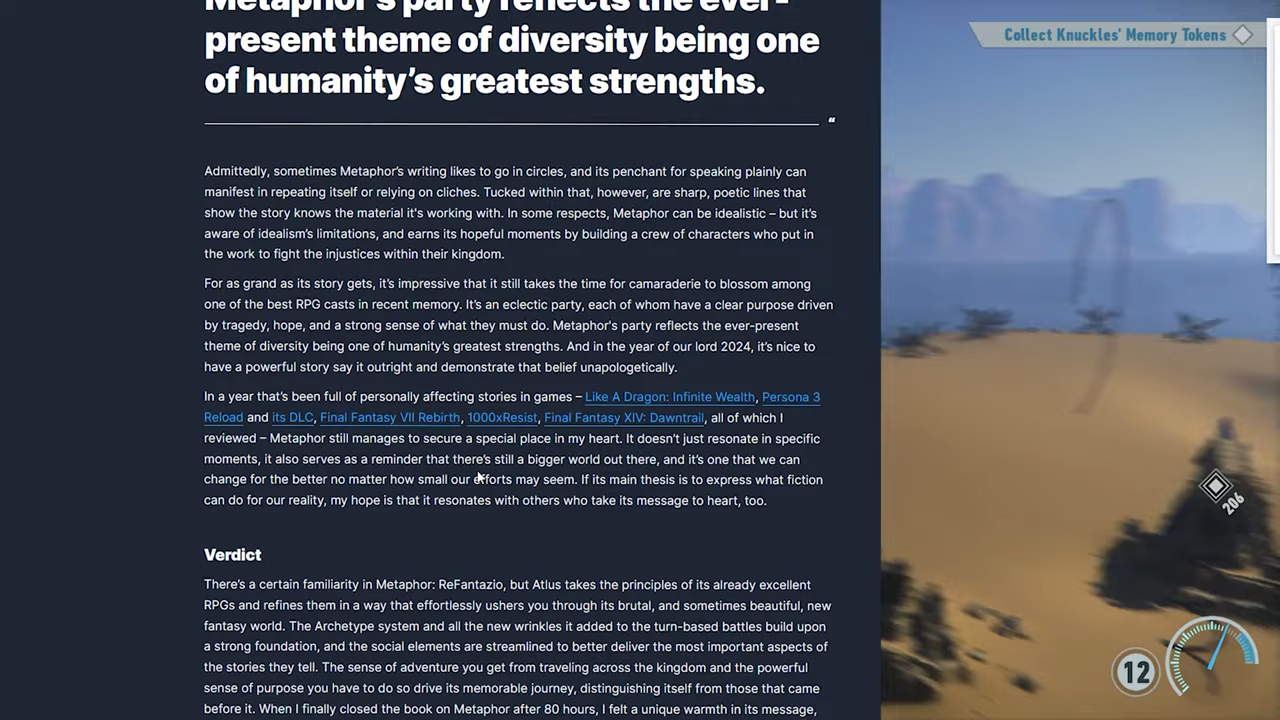 Metaphor's party reflects the ever-
present theme of diversity being one
of humanity's greatest strengths.
“
Admittedly, sometimes Metaphor's writing likes to go in circles, and its penchant for speaking plainly can
manifest in repeating itself or relying on cliches. Tucked within that, however, are sharp, poetic lines that
show the story knows the material it's working with. In some respects, Metaphor can be idealistic – but it's
aware of idealism's limitations, and earns its hopeful moments by building a crew of characters who put in
the work to fight the injustices within their kingdom.
For as grand as its story gets, it's impressive that it still takes the time for camaraderie to blossom among
one of the best RPG casts in recent memory. It's an eclectic party, each of whom have a clear purpose driven
by tragedy, hope, and a strong sense of what they must do. Metaphor's party reflects the ever-present
theme of diversity being one of humanity's greatest strengths. And in the year of our lord 2024, it's nice to
have a powerful story say it outright and demonstrate that belief unapologetically.
In a year that's been full of personally affecting stories in games – Like A Dragon: Infinite Wealth, Persona 3
Reload and its DLC, Final Fantasy VII Rebirth, 1000xResist, Final Fantasy XIV: Dawntrail, all of which I
reviewed – Metaphor still manages to secure a special place in my heart. It doesn't just resonate in specific
moments, it also serves as a reminder that there's still a bigger world out there, and it's one that we can
change for the better no matter how small our efforts may seem. If its main thesis is to express what fiction
can do for our reality, my hope is that it resonates with others who take its message to heart, too.
Verdict
There's a certain familiarity in Metaphor: ReFantazio, but Atlus takes the principles of its already excellent
RPGs and refines them in a way that effortlessly ushers you through its brutal, and sometimes beautiful, new
fantasy world. The Archetype system and all the new wrinkles it added to the turn-based battles build upon
a strong foundation, and the social elements are streamlined to better deliver the most important aspects of
the stories they tell. The sense of adventure you get from traveling across the kingdom and the powerful
sense of purpose you have to do so drive its memorable journey, distinguishing itself from those that came
before it. When I finally closed the book on Metaphor after 80 hours, I felt a unique warmth in its message,
Collect Knuckles' Memory Tokens
206
12